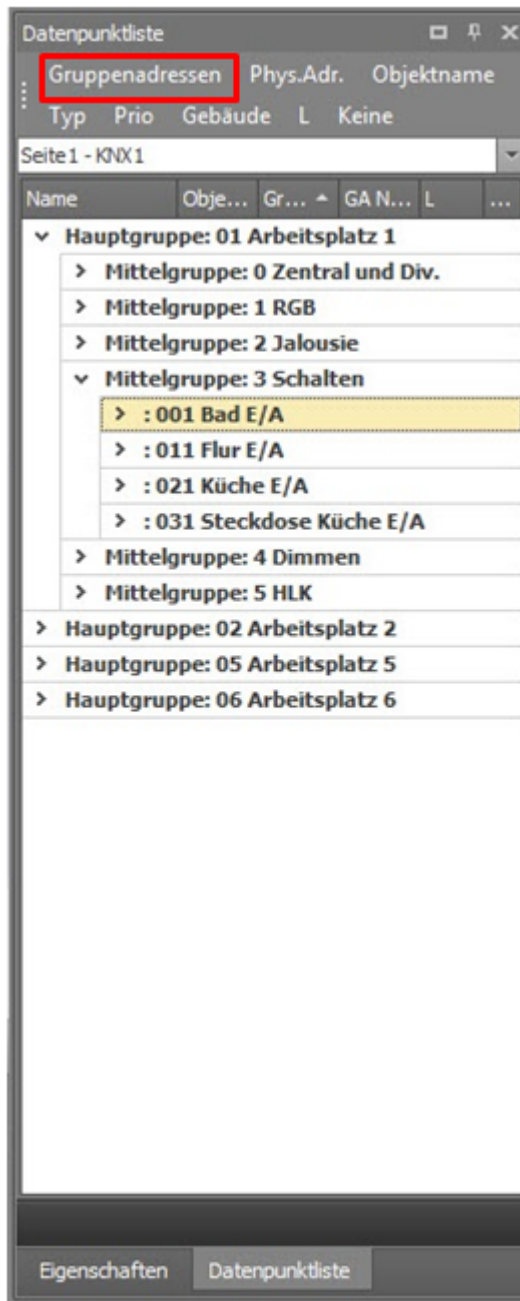 Datenpunktliste
Gruppenadressen Phys.Adr. Objektname
Typ Prio Gebäude L Keine
Seite1 - KNX1
Name Obje... Gr... GA N... L ...
Hauptgruppe: 01 Arbeitsplatz 1
Mittelgruppe: 0 Zentral und Div.
Mittelgruppe: 1 RGB
Mittelgruppe: 2 Jalousie
Mittelgruppe: 3 Schalten
: 001 Bad E/A
: 011 Flur E/A
: 021 Küche E/A
: 031 Steckdose Küche E/A
Mittelgruppe: 4 Dimmen
Mittelgruppe: 5 HLK
Hauptgruppe: 02 Arbeitsplatz 2
Hauptgruppe: 05 Arbeitsplatz 5
Hauptgruppe: 06 Arbeitsplatz 6
Eigenschaften Datenpunktliste